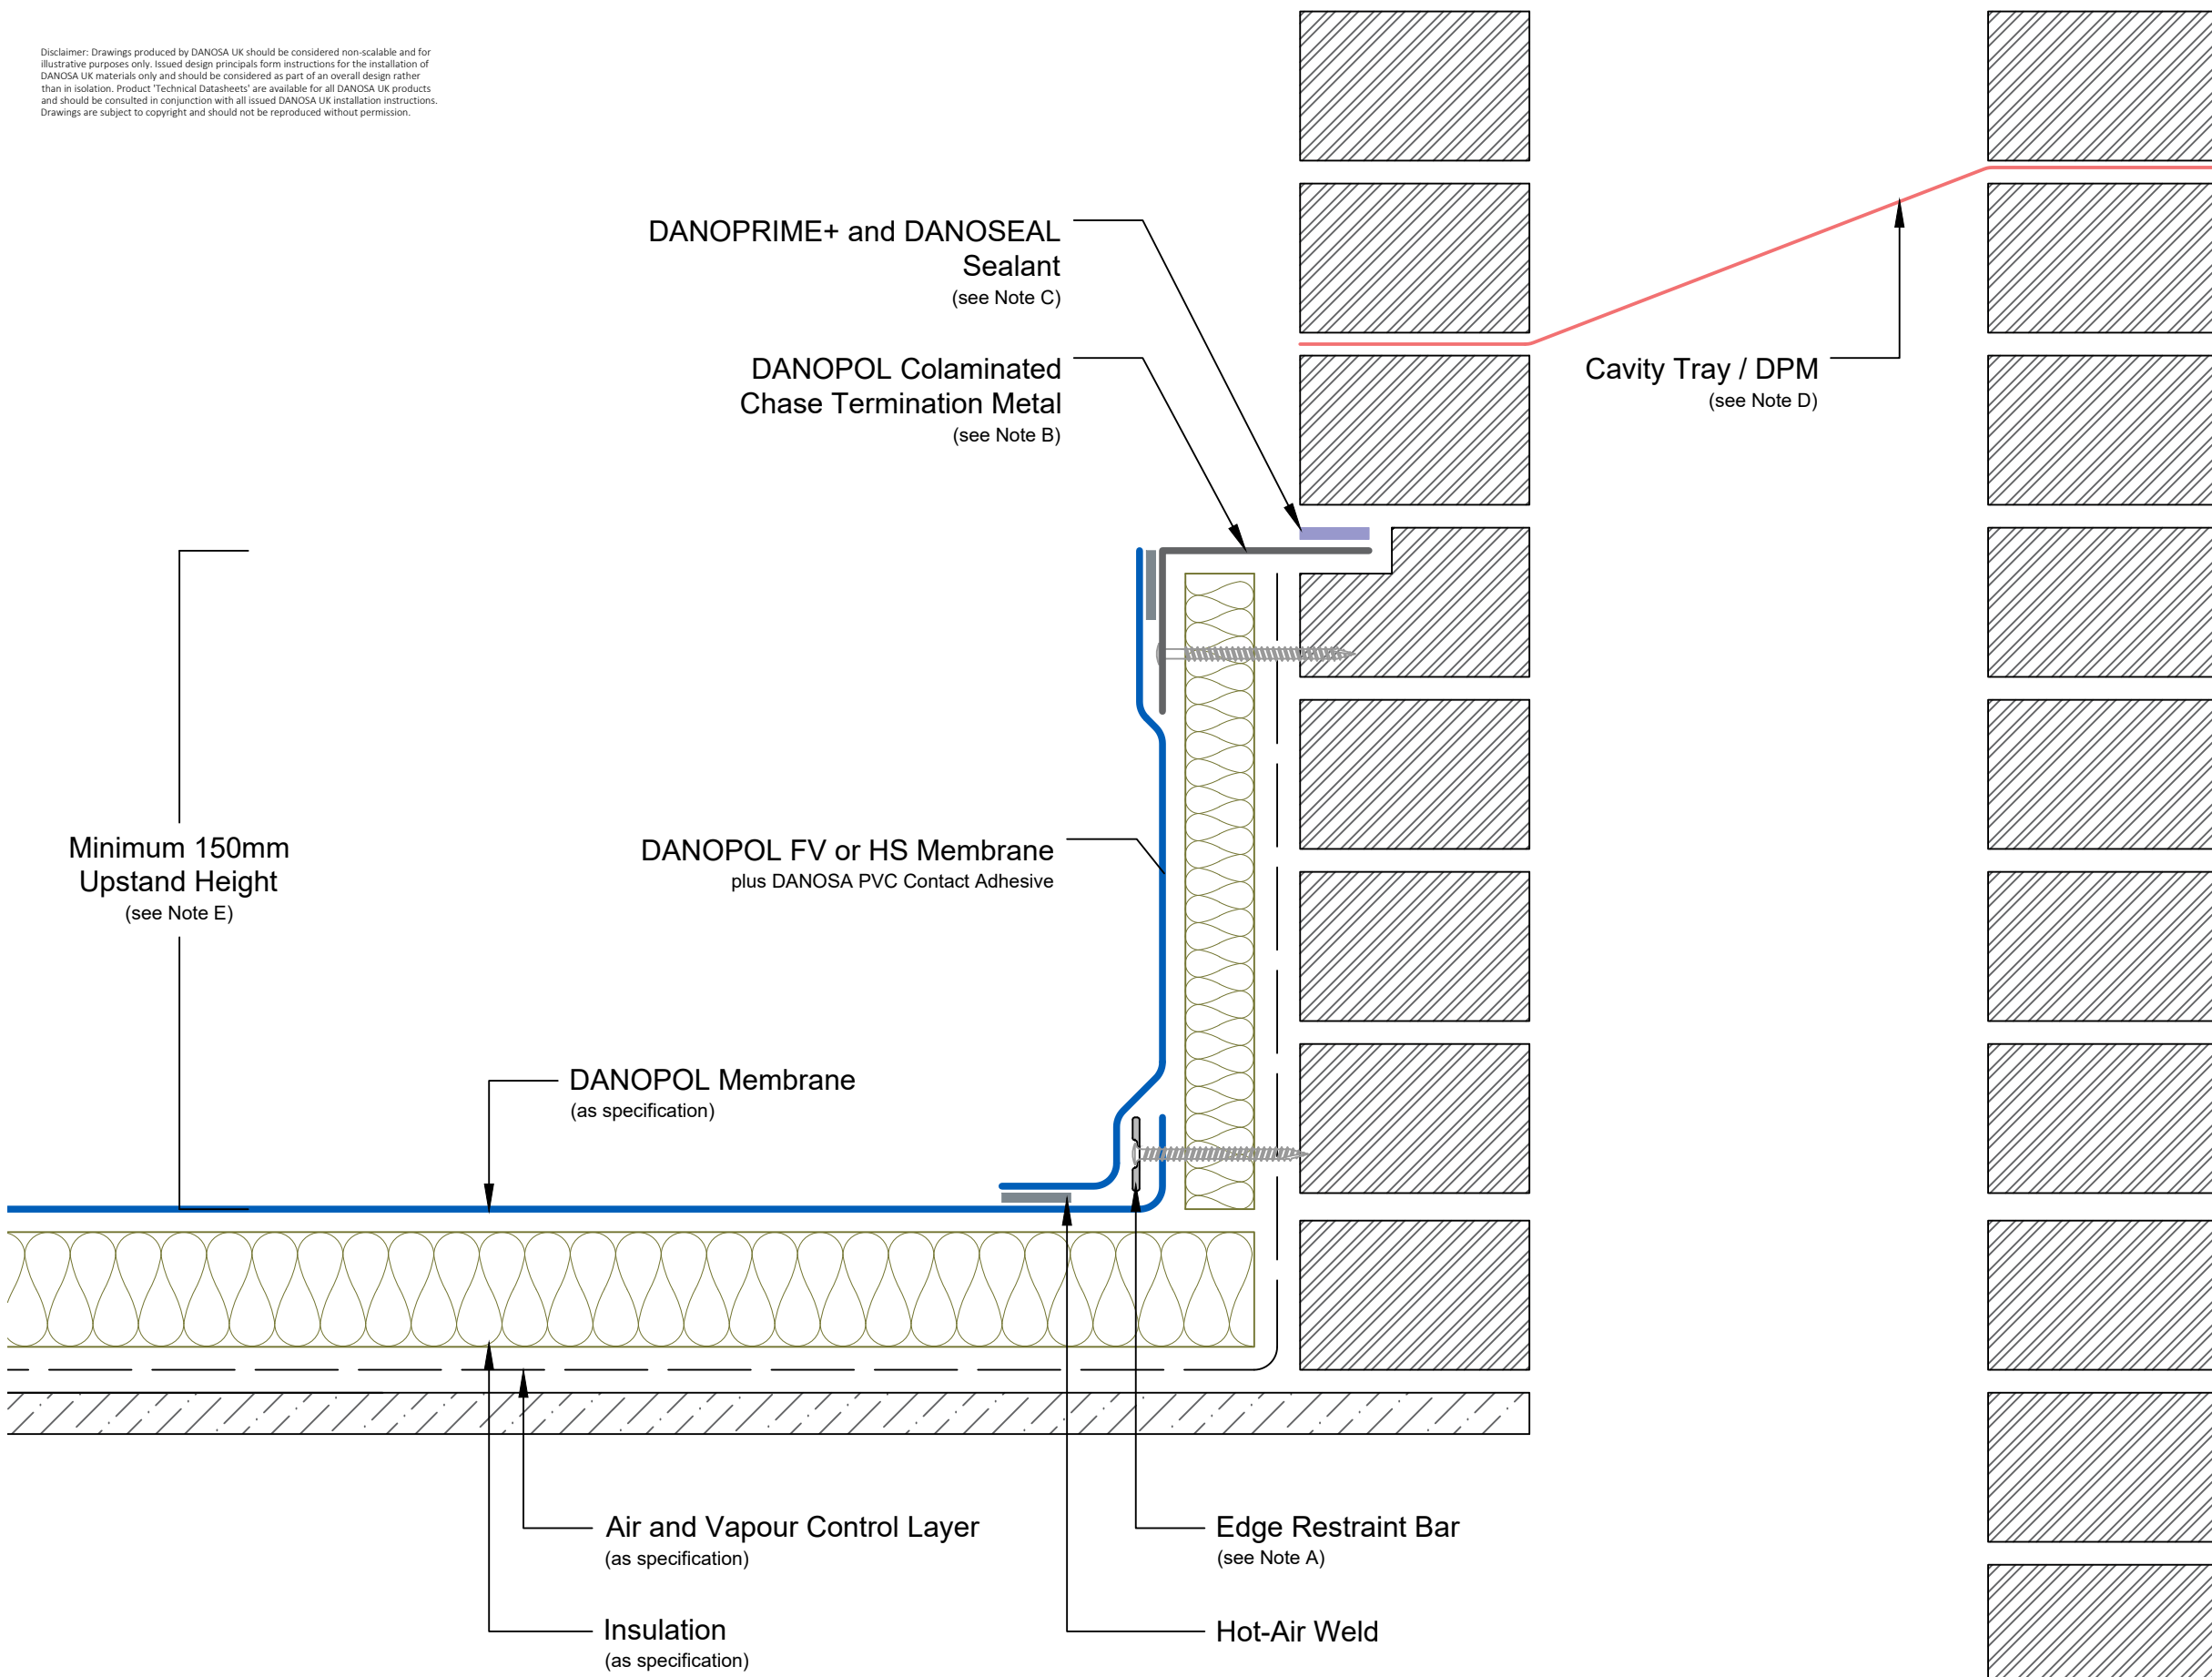 Disclaimer: Drawings produced by DANOSA UK should be considered non-scalable and for
illustrative purposes only. Issued design principals form instructions for the installation of
DANOSA UK materials only and should be considered as part of an overall design rather
than in isolation. Product 'Technical Datasheets' are available for all DANOSA UK products
and should be consulted in conjunction with all issued DANOSA UK installation instructions.
Drawings are subject to copyright and should not be reproduced without permission.
DANOPRIME+ and DANOSEAL
Sealant
(see Note C)
DANOPOL Colaminated
Chase Termination Metal
(see Note B)
Cavity Tray / DPM
(see Note D)
Minimum 150mm
Upstand Height
(see Note E)
DANOPOL FV or HS Membrane
plus DANOSA PVC Contact Adhesive
DANOPOL Membrane
(as specification)
Air and Vapour Control Layer
(as specification)
Edge Restraint Bar
(see Note A)
Insulation
(as specification)
Hot-Air Weld